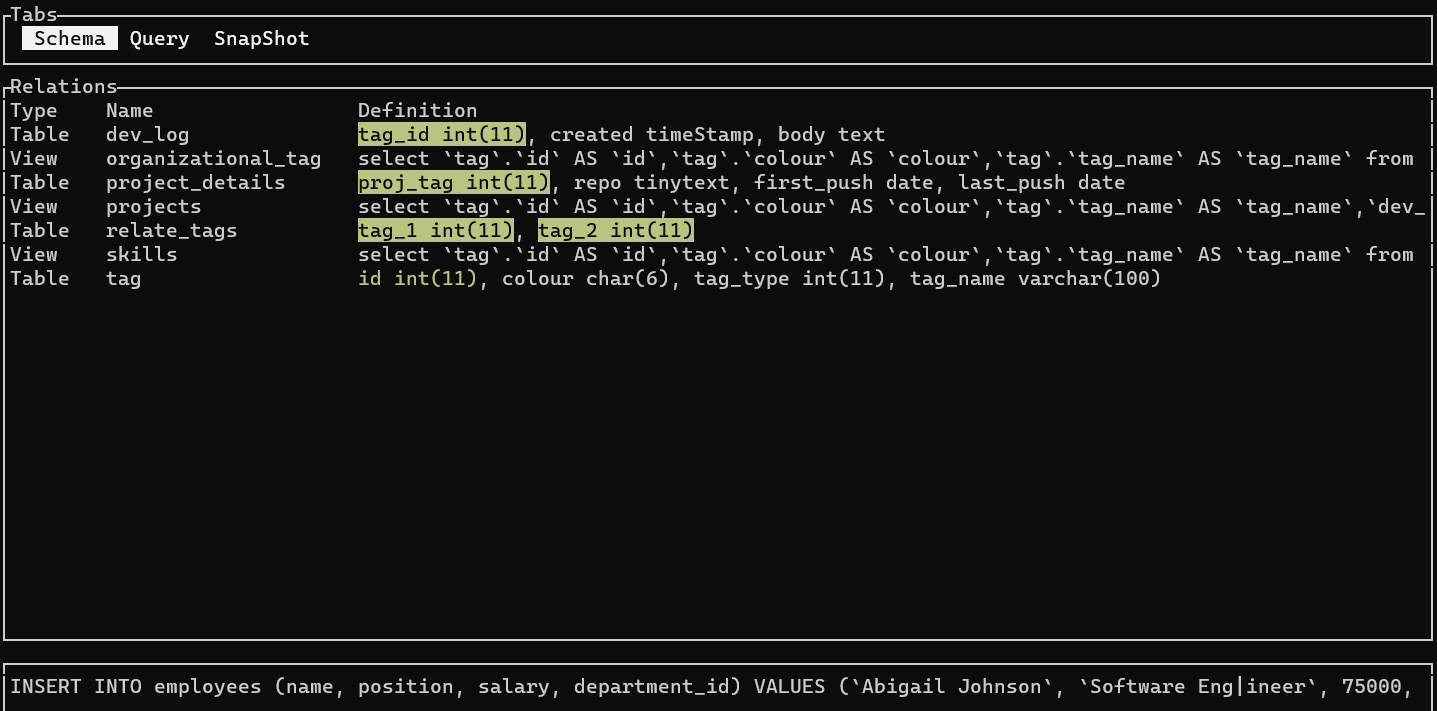 Tabs
Schema Query SnapShot
Relations
Type Name Definition
Table dev_log tag_id int(11), created timeStamp, body text
View organizational_tag select `tag`.`id` AS `id`,`tag`.`colour` AS `colour`,`tag`.`tag_name` AS `tag_name` from
Table project_details proj_tag int(11), repo tinytext, first_push date, last_push date
View projects select `tag`.`id` AS `id`,`tag`.`colour` AS `colour`,`tag`.`tag_name` AS `tag_name`,`dev_
Table relate_tags tag_1 int(11), tag_2 int(11)
View skills select `tag`.`id` AS `id`,`tag`.`colour` AS `colour`,`tag`.`tag_name` AS `tag_name` from
Table tag id int(11), colour char(6), tag_type int(11), tag_name varchar(100)
INSERT INTO employees (name, position, salary, department_id) VALUES (`Abigail Johnson`, `Software Eng|ineer`, 75000,